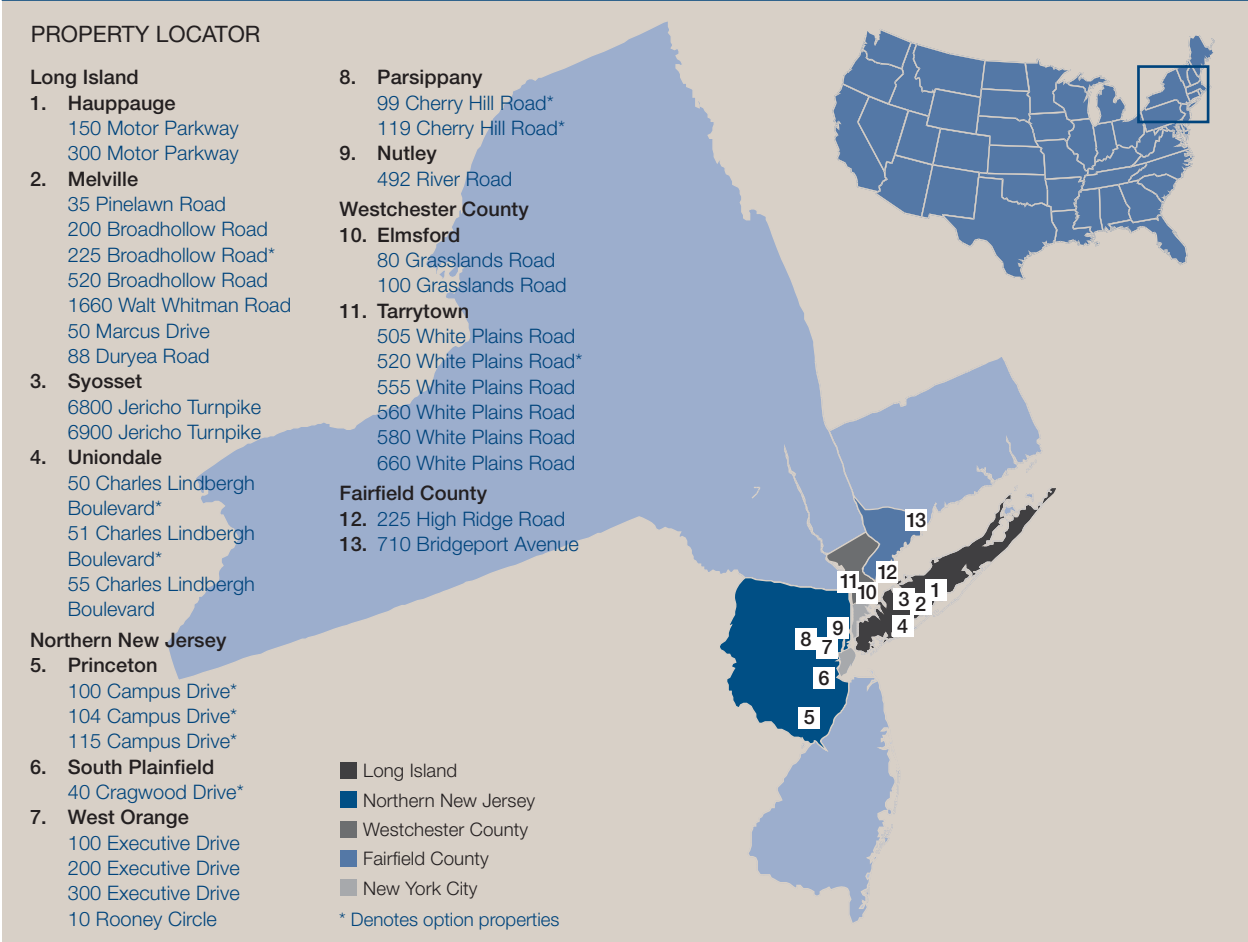 PROPERTY LOCATOR
Long Island
1. Hauppauge
150 Motor Parkway
300 Motor Parkway
2. Melville
35 Pinelawn Road
200 Broadhollow Road
225 Broadhollow Road*
520 Broadhollow Road
1660 Walt Whitman Road
50 Marcus Drive
88 Duryea Road
3. Syosset
6800 Jericho Turnpike
6900 Jericho Turnpike
4. Uniondale
50 Charles Lindbergh
Boulevard*
51 Charles Lindbergh
Boulevard*
55 Charles Lindbergh
Boulevard
Northern New Jersey
5. Princeton
100 Campus Drive*
104 Campus Drive*
115 Campus Drive*
6. South Plainfield
40 Cragwood Drive*
7. West Orange
100 Executive Drive
200 Executive Drive
300 Executive Drive
10 Rooney Circle
8. Parsippany
99 Cherry Hill Road*
119 Cherry Hill Road*
9. Nutley
492 River Road
Westchester County
10. Elmsford
80 Grasslands Road
100 Grasslands Road
11. Tarrytown
505 White Plains Road
520 White Plains Road*
555 White Plains Road
560 White Plains Road
580 White Plains Road
660 White Plains Road
Fairfield County
12. 225 High Ridge Road
13. 710 Bridgeport Avenue
Long Island
Northern New Jersey
Westchester County
Fairfield County
New York City
* Denotes option properties
13
12
11
10
1
3
2
4
9
8
7
6
5